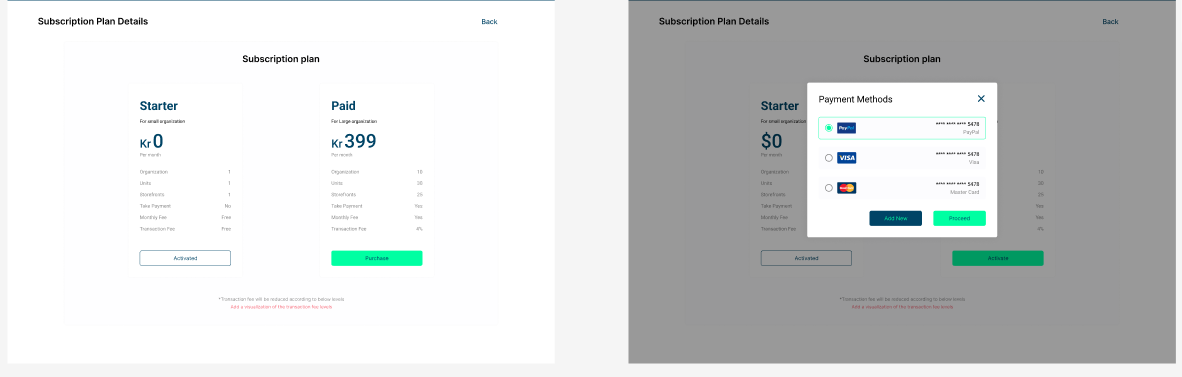 Subscription Plan Details
Back
Subscription plan
Starter
For small organization
Kr 0
Per month
Organization 1
Units 1
Storefronts 1
Take Payment No
Monthly Fee Free
Transaction Fee Free
Activated
Paid
For Large organization
Kr 399
Per month
Organization 10
Units 30
Storefronts 25
Take Payment Yes
Monthly Fee Yes
Transaction Fee 4%
Purchase
*Transaction fee will be reduced according to below levels
Add a visualisation of the transaction fee levels
Subscription Plan Details
Back
Subscription plan
Starter
For small organization
$0
Per month
Organization
Units
Storefronts
Take Payment
Monthly Fee
Transaction Fee
Activated
10
30
25
Yes
Yes
4%
Activate
Payment Methods
PayPal
**** **** **** 5478
PayPal
VISA
**** **** **** 5478
Visa
**** **** **** 5478
Master Card
Add New
Proceed
*Transaction fee will be reduced according to below levels
Add a visualisation of the transaction fee levels